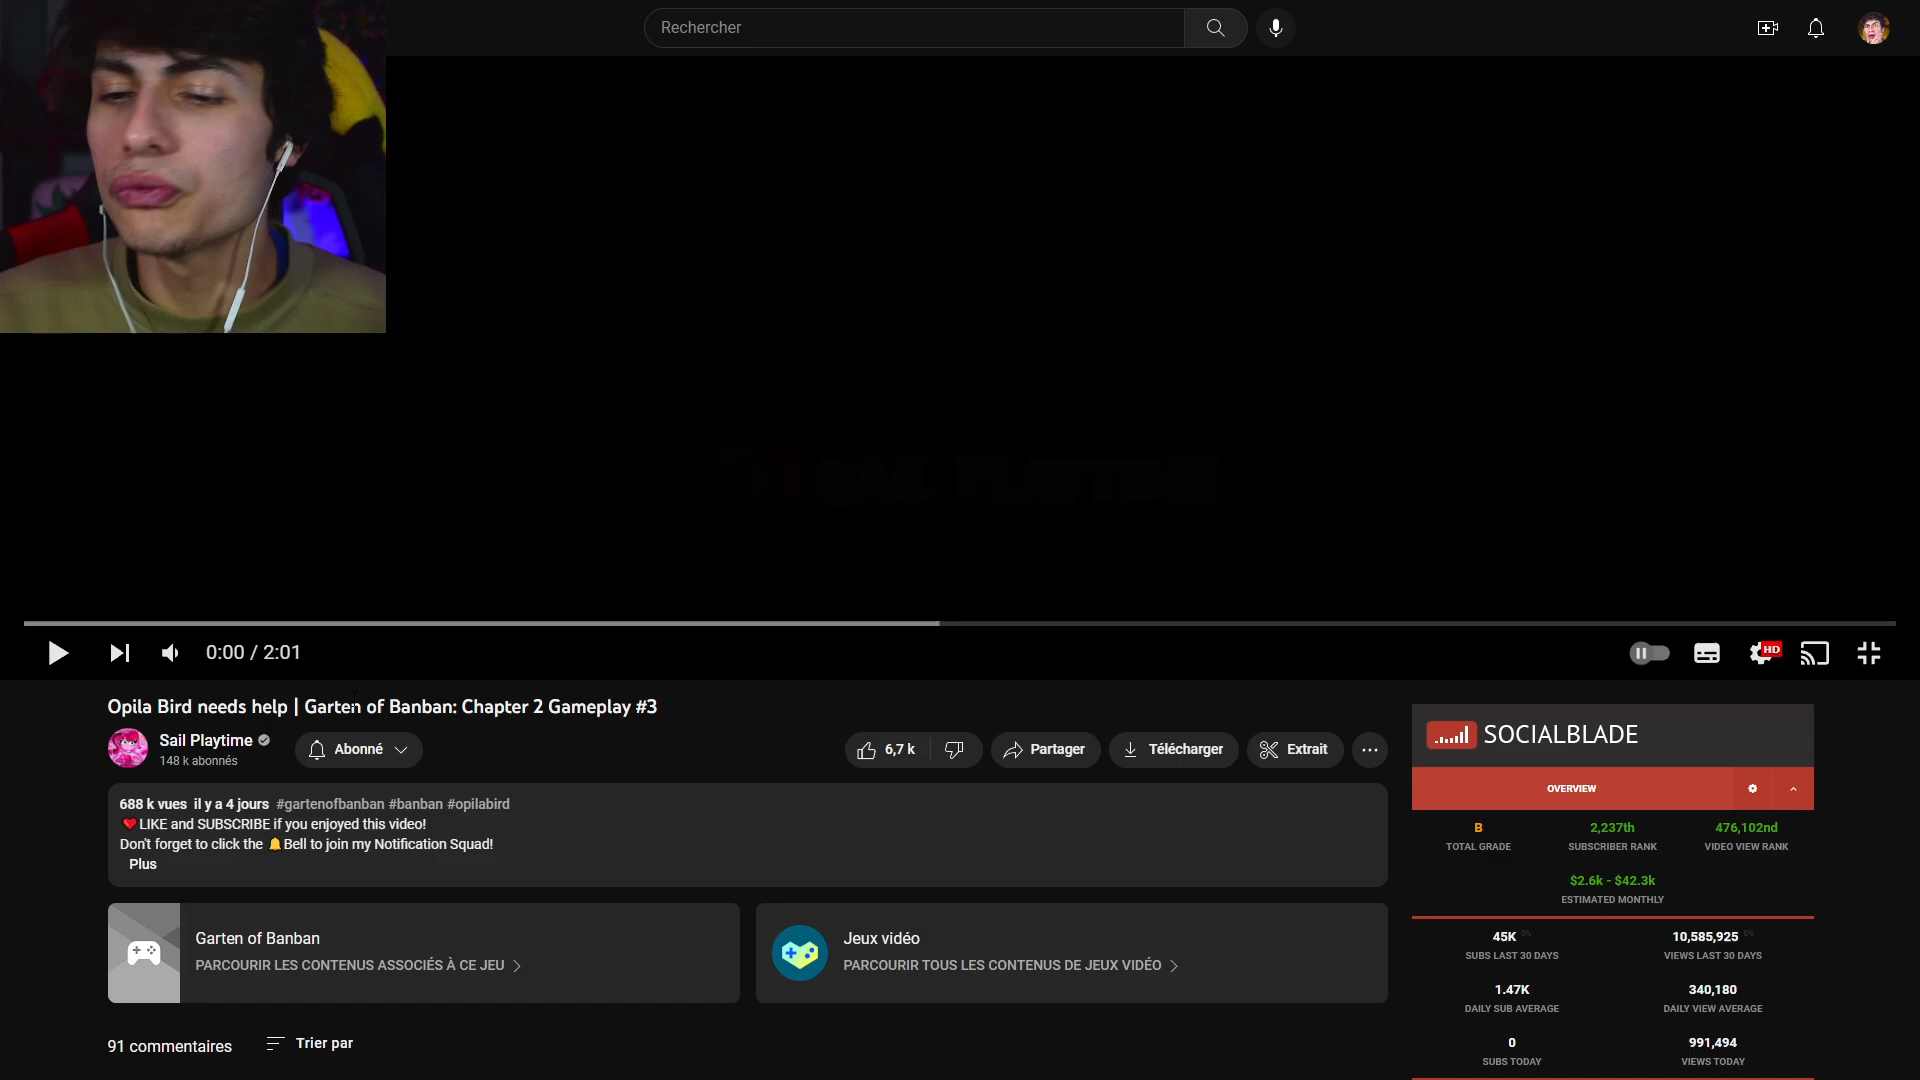 Rechercher
0:00 / 2:01
HD
Opila Bird needs help | Garten of Banban: Chapter 2 Gameplay #3
Sail Playtime
148 k abonnés
Abonné
6,7 k
Partager
Télécharger
Extrait
688 k vues il y a 4 jours #gartenofbanban #banban #opilabird
LIKE and SUBSCRIBE if you enjoyed this video!
Don't forget to click the Bell to join my Notification Squad!
Plus
Garten of Banban
PARCOURIR LES CONTENUS ASSOCIÉS À CE JEU
Jeux vidéo
PARCOURIR TOUS LES CONTENUS DE JEUX VIDÉO
91 commentaires
Trier par
SOCIALBLADE
OVERVIEW
B 2,237th 476,102nd
TOTAL GRADE SUBSCRIBER RANK VIDEO VIEW RANK
$2.6k - $42.3k
ESTIMATED MONTHLY
45K 0% 10,585,925 0%
SUBS LAST 30 DAYS VIEWS LAST 30 DAYS
1.47K 340,180
DAILY SUB AVERAGE DAILY VIEW AVERAGE
0 991,494
SUBS TODAY VIEWS TODAY